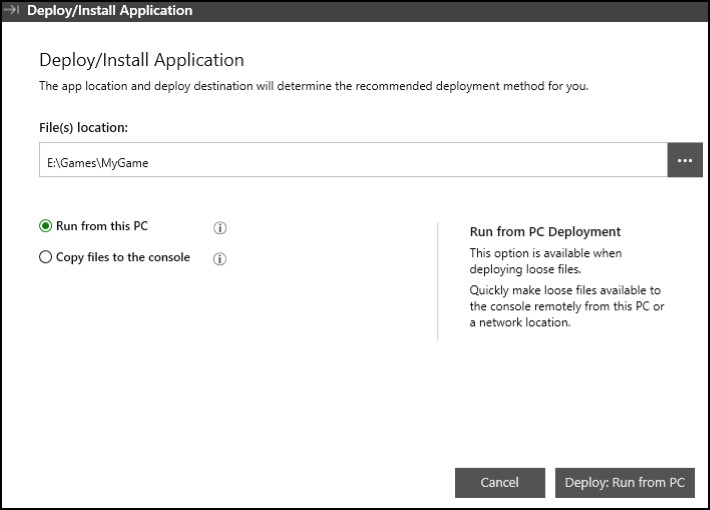 Deploy/Install Application
Deploy/Install Application
The app location and deploy destination will determine the recommended deployment method for you.
File(s) location:
E:\Games\MyGame
...
Run from this PC
Copy files to the console
Run from PC Deployment
This option is available when
deploying loose files.
Quickly make loose files available to
the console remotely from this PC or
a network location.
Cancel
Deploy: Run from PC